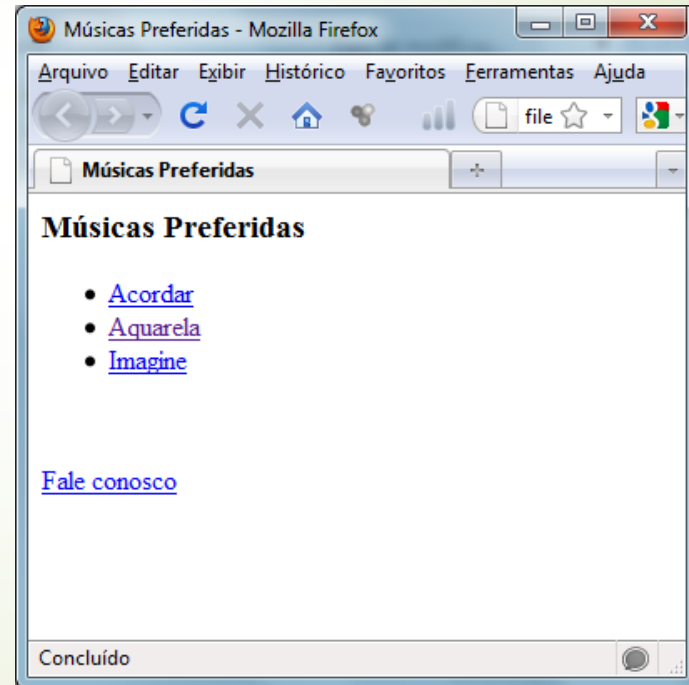 Músicas Preferidas - Mozilla Firefox
Arquivo Editar Exibir Histórico Favoritos Ferramentas Ajuda
file
Músicas Preferidas
Músicas Preferidas
Acordar
Aquarela
Imagine
Fale conosco
Concluído